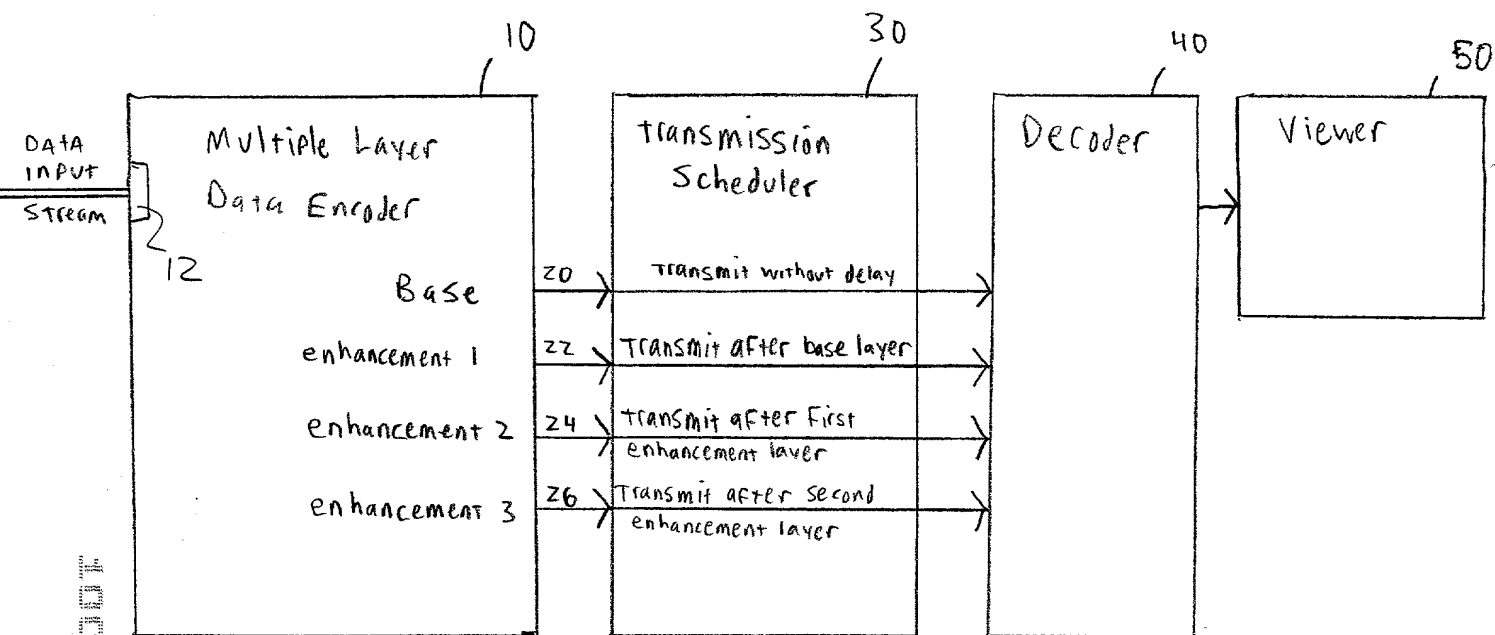 10
30
40
50
DATA
INPUT
STREAM
12
Multiple Layer
Data Encoder
Base
enhancement 1
enhancement 2
enhancement 3
20
22
24
26
transmission
Scheduler
Transmit without delay
Transmit after base layer
transmit after First
enhancement layer
Transmit after second
enhancement layer
Decoder
Viewer